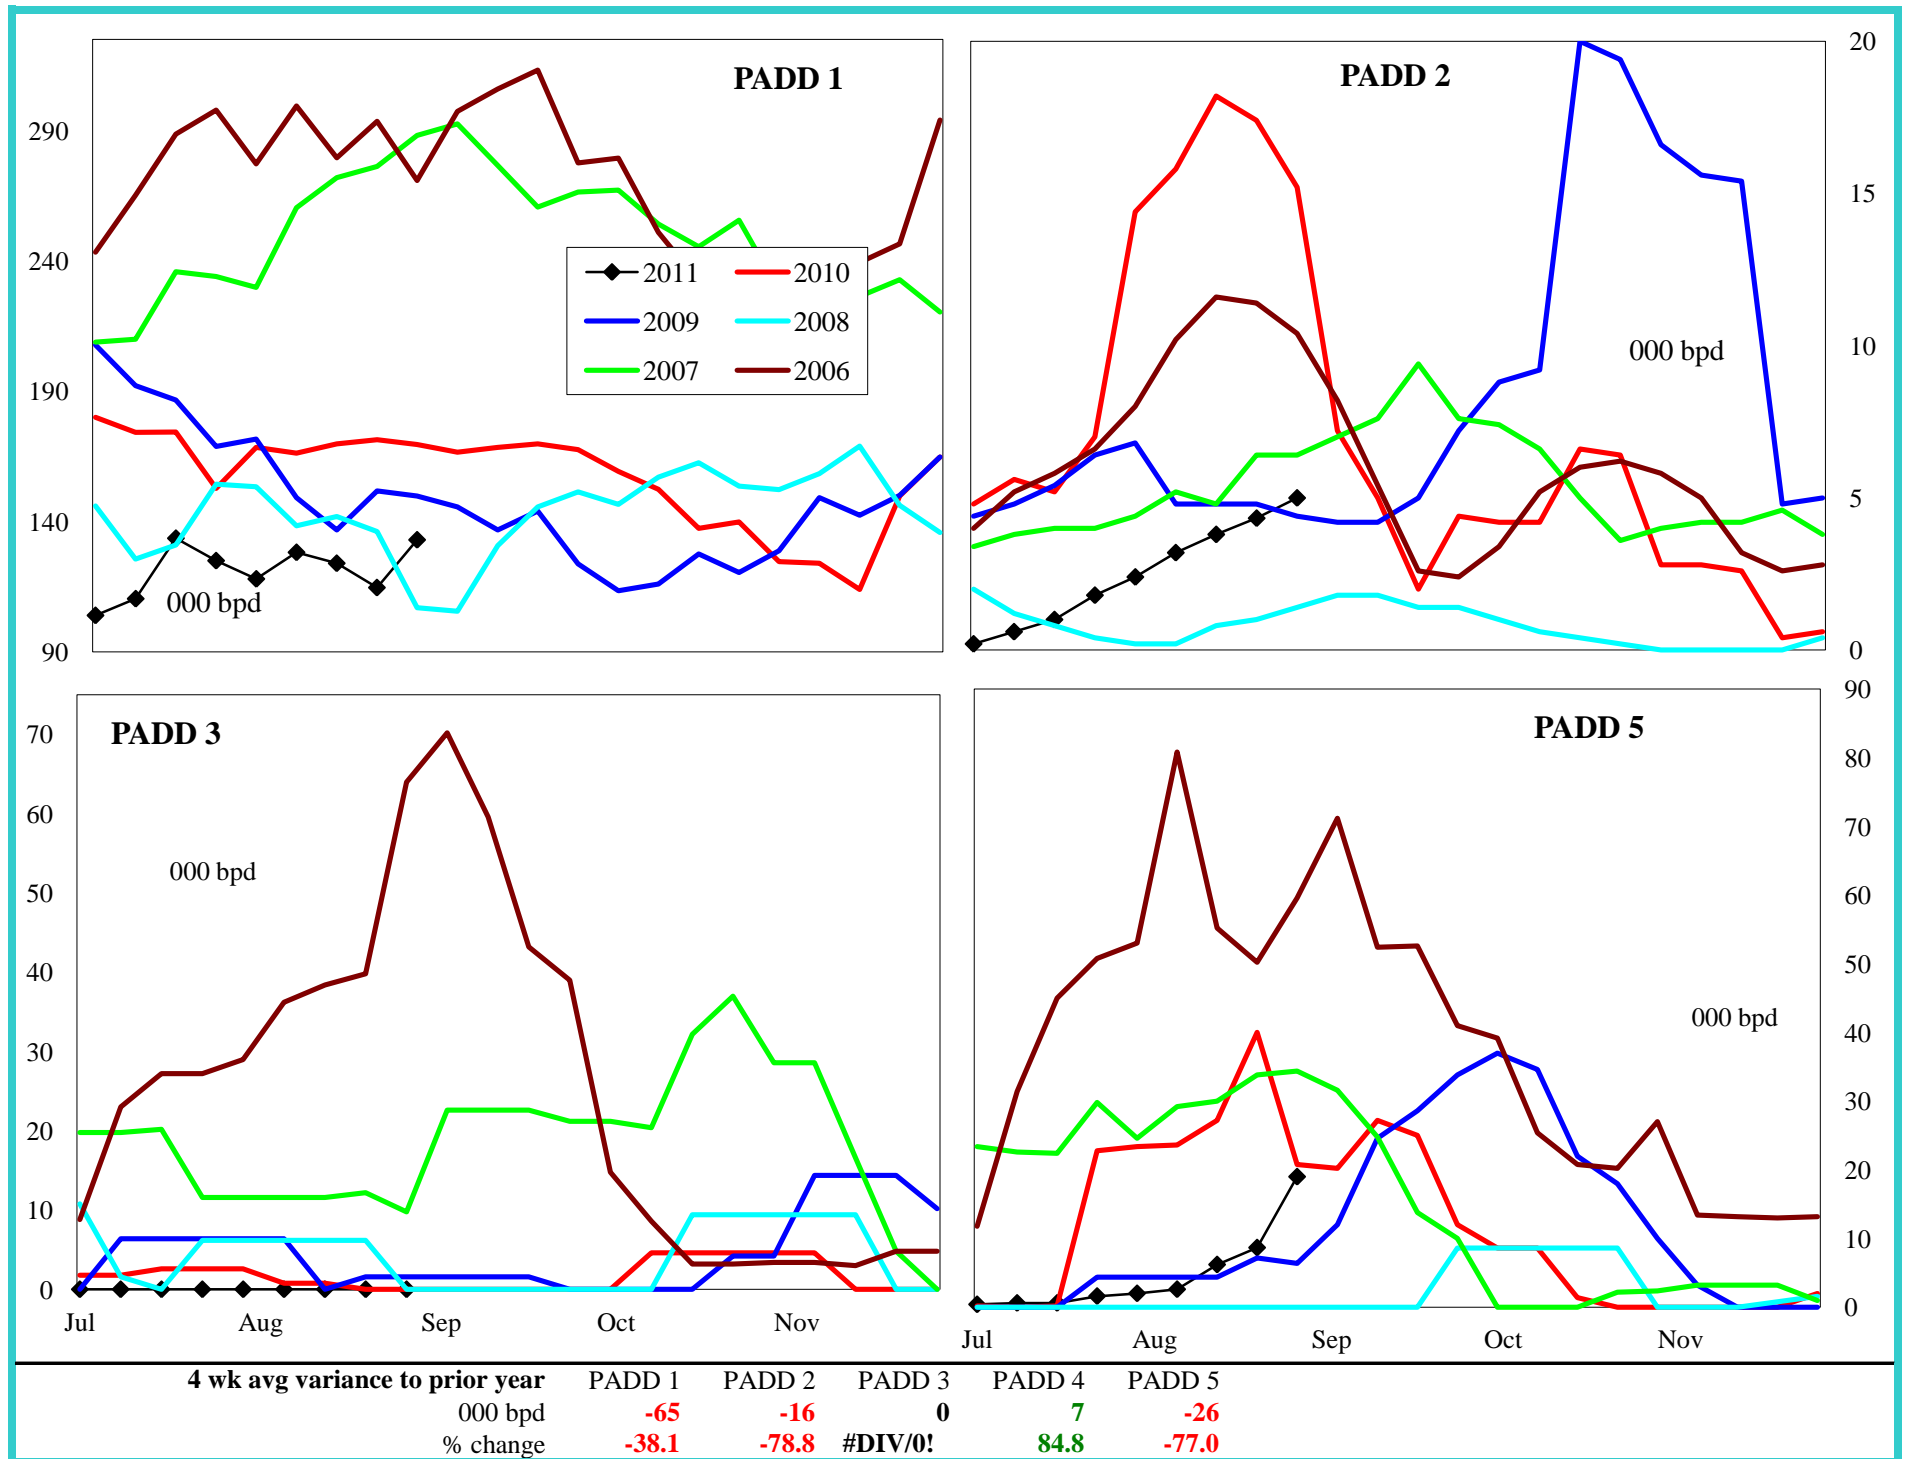 PADD 1
290
240
190
140
90
000 bpd
2011 2010
2009 2008
2007 2006
PADD 2
20
15
10
5
0
000 bpd
PADD 3
70
60
50
40
30
20
10
0
000 bpd
Jul Aug Sep Oct Nov
PADD 5
90
80
70
60
50
40
30
20
10
0
000 bpd
Jul Aug Sep Oct Nov
4 wk avg variance to prior year PADD 1 PADD 2 PADD 3 PADD 4 PADD 5
000 bpd -65 -16 0 7 -26
% change -38.1 -78.8 #DIV/0! 84.8 -77.0